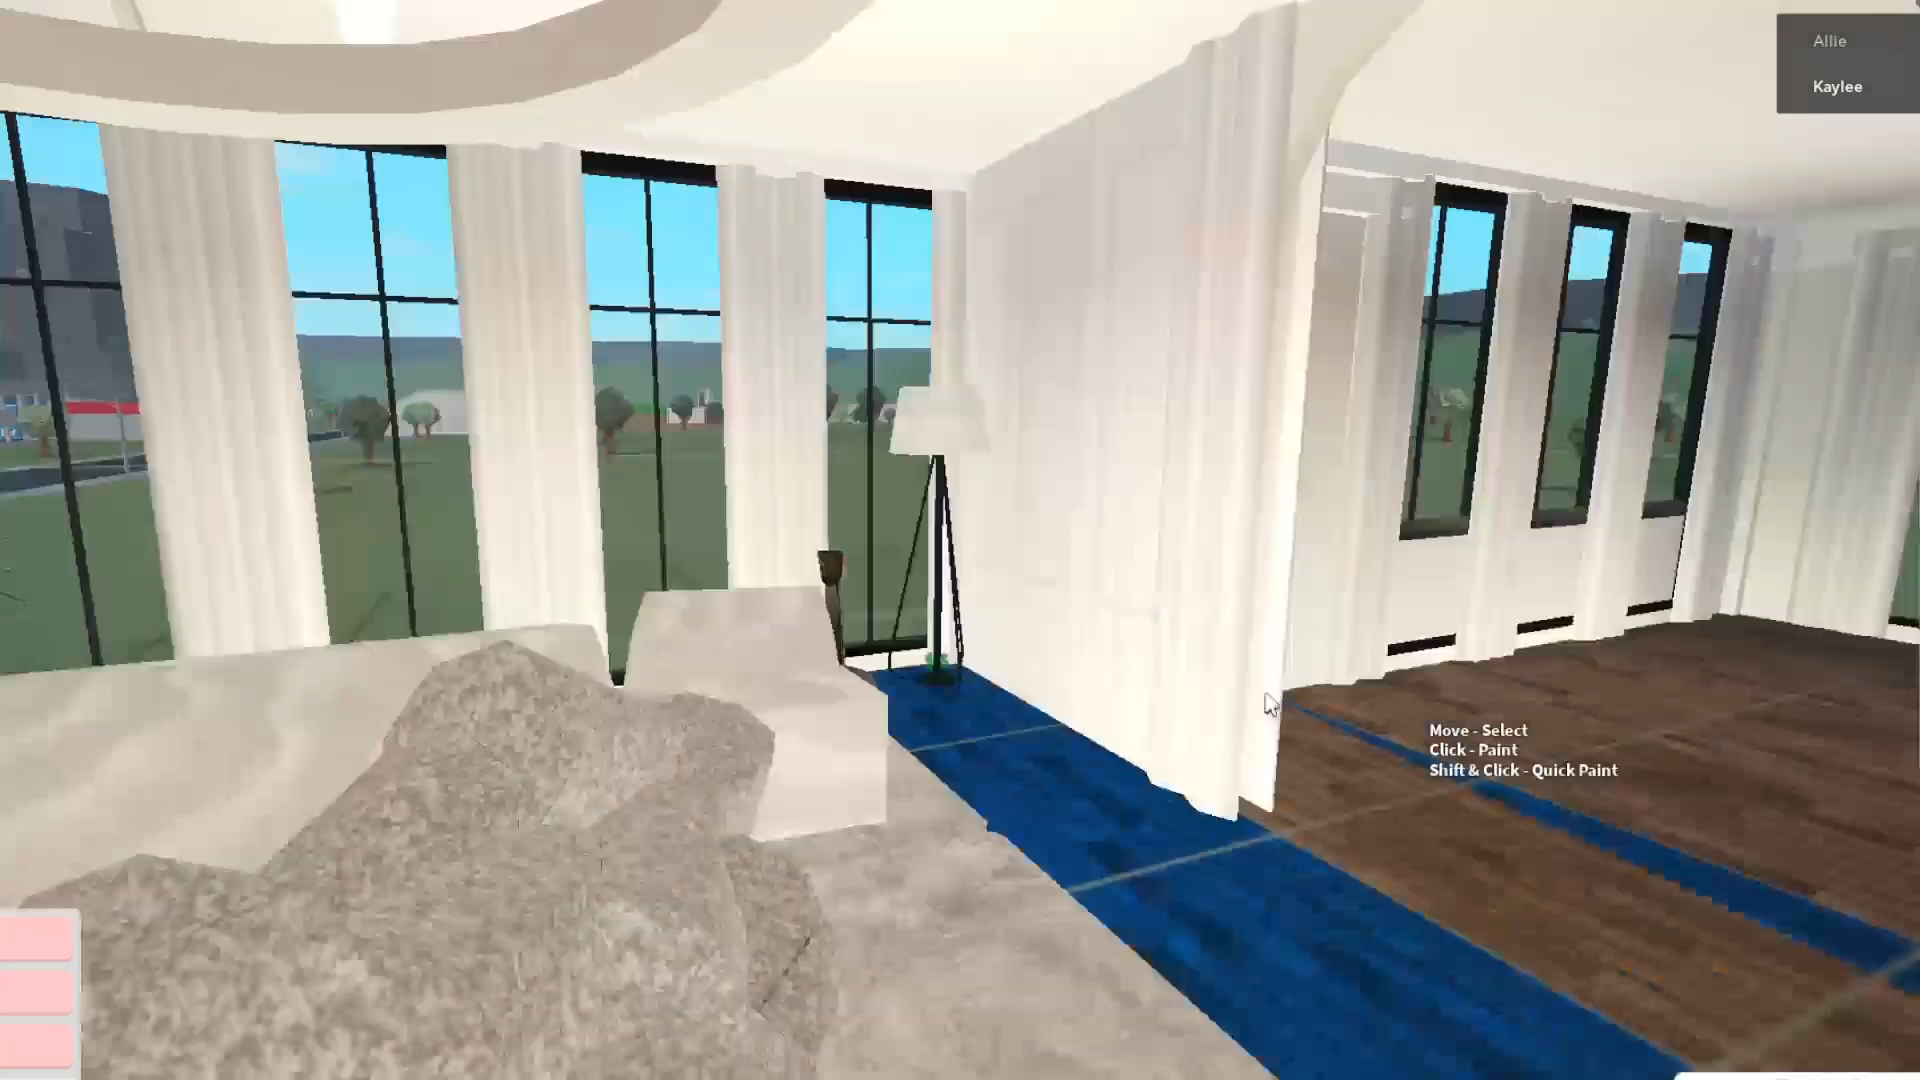 Allie
Kaylee
Move - Select
Click - Paint
Shift & Click - Quick Paint